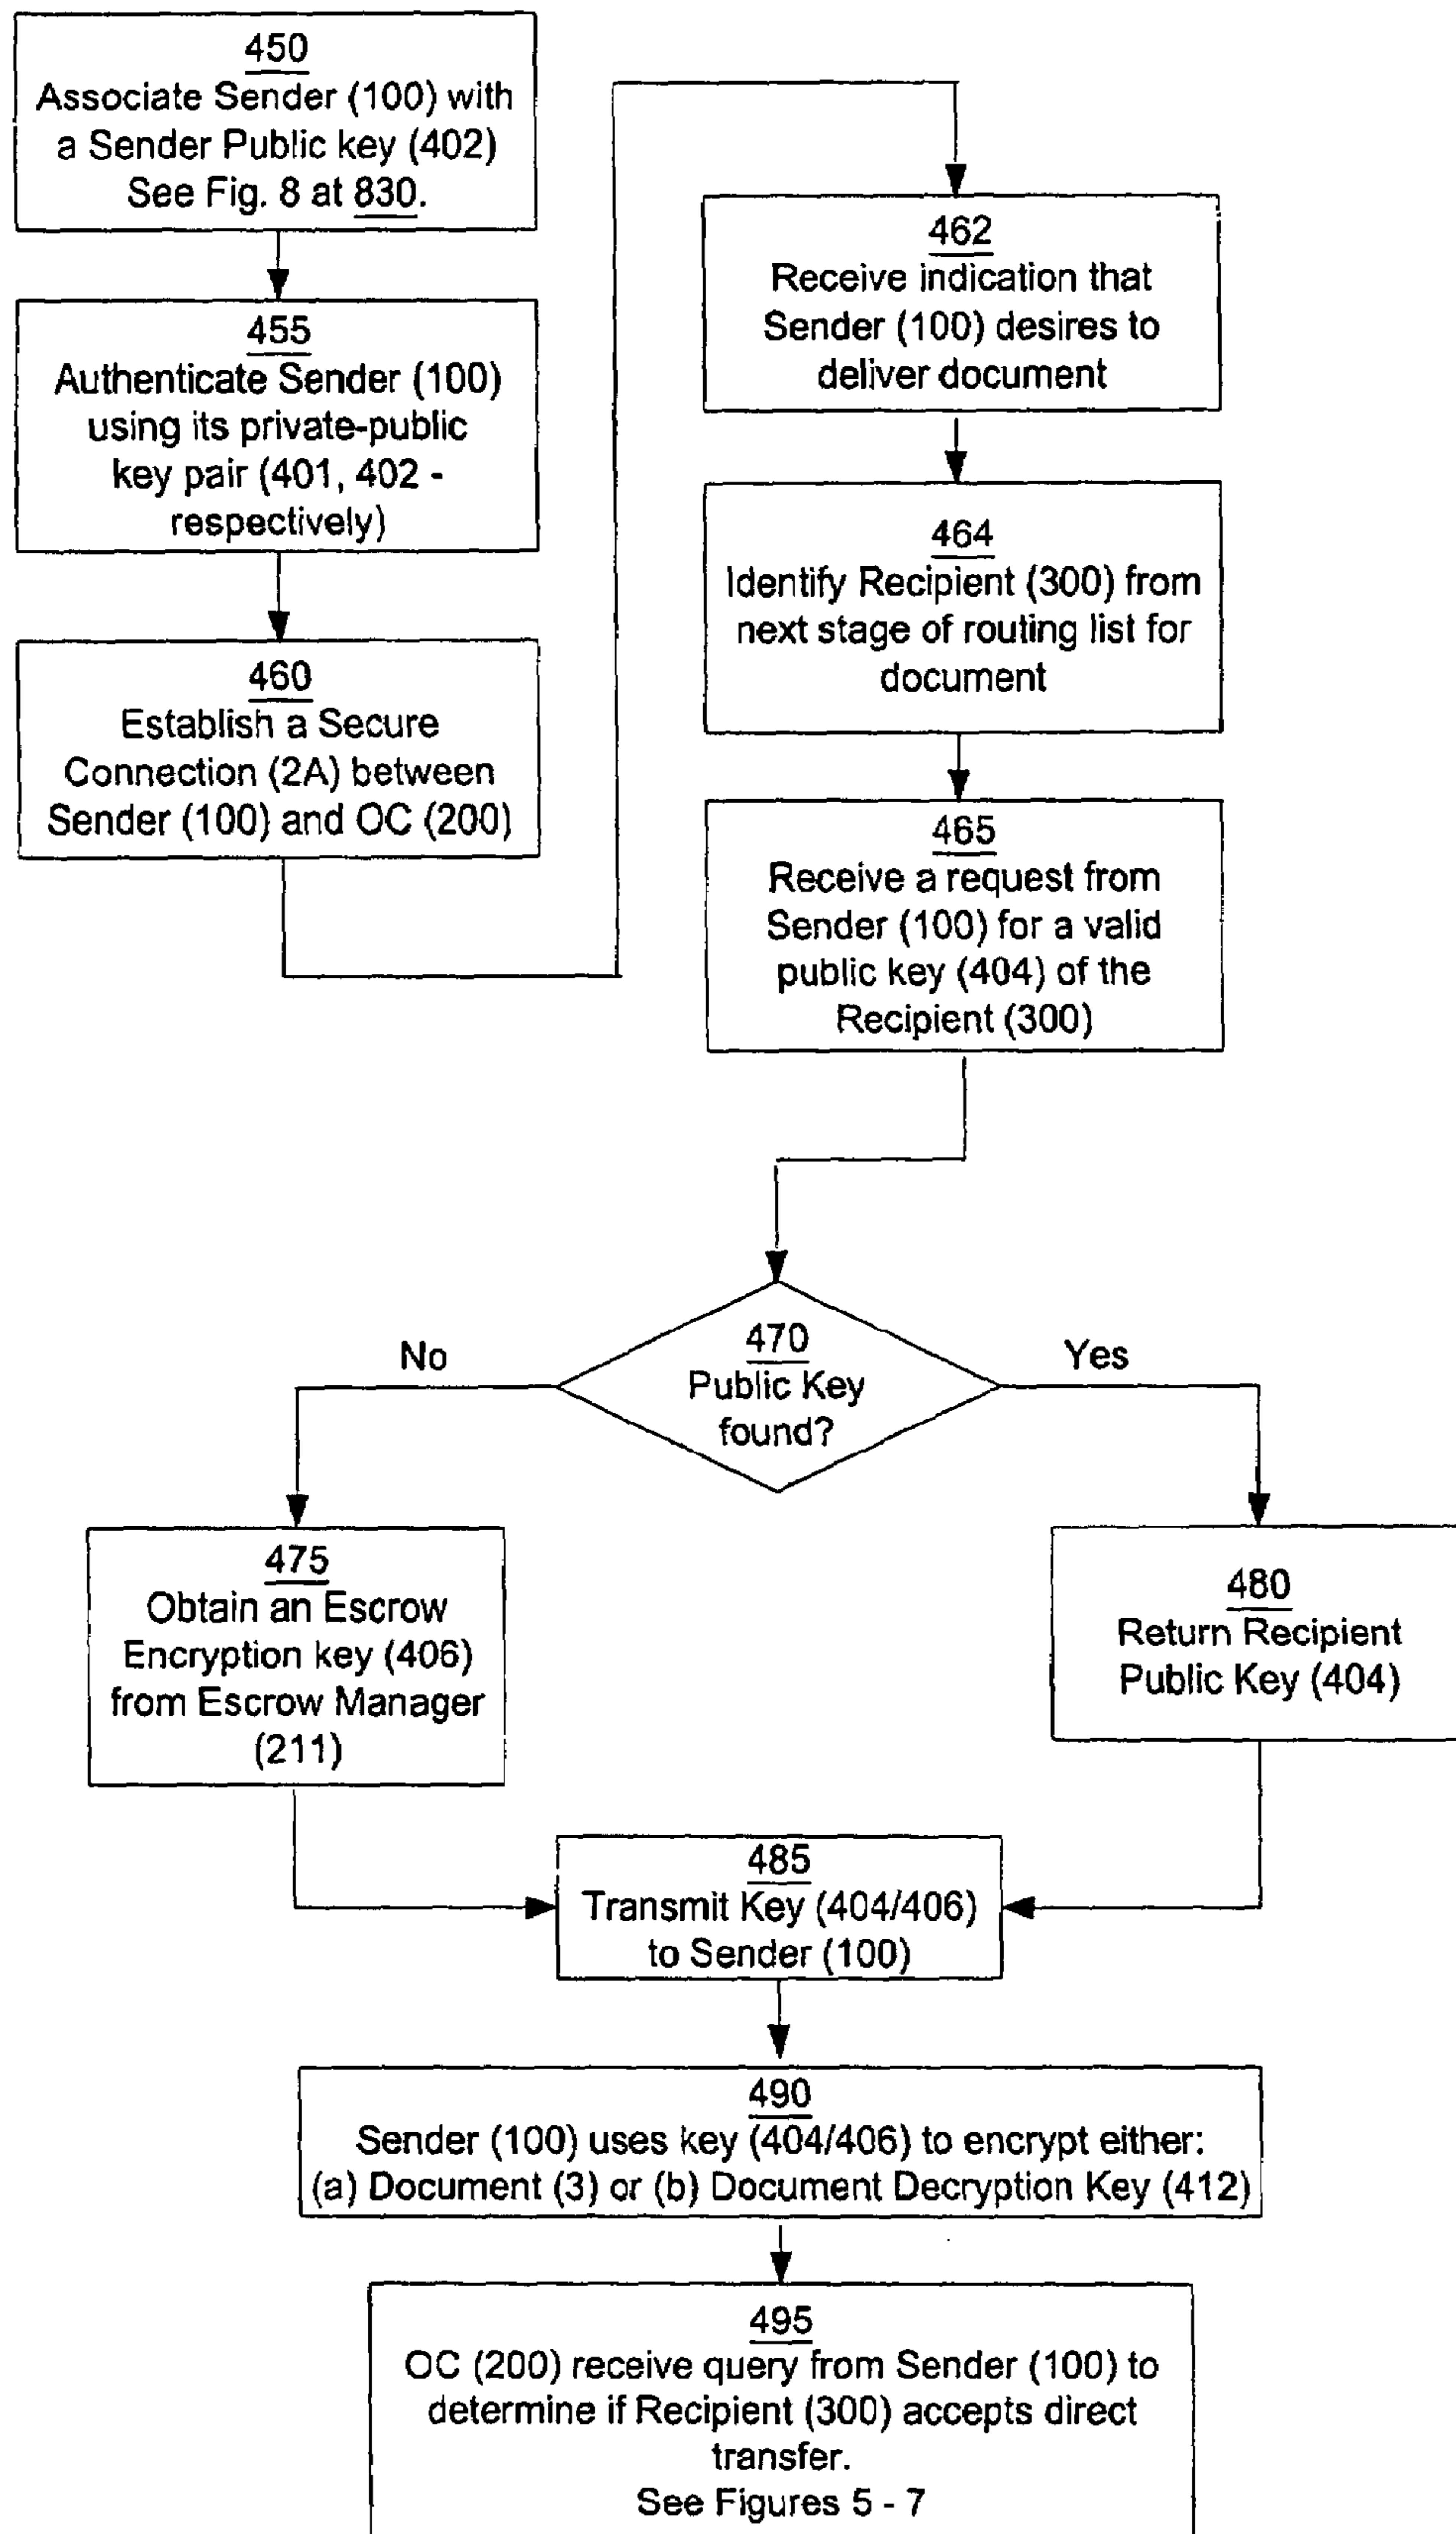 450
Associate Sender (100) with
a Sender Public key (402)
See Fig. 8 at 830.
455
Authenticate Sender (100)
using its private-public
key pair (401, 402 -
respectively)
460
Establish a Secure
Connection (2A) between
Sender (100) and OC (200)
462
Receive indication that
Sender (100) desires to
deliver document
464
Identify Recipient (300) from
next stage of routing list for
document
465
Receive a request from
Sender (100) for a valid
public key (404) of the
Recipient (300)
470
Public Key
found?
No
Yes
475
Obtain an Escrow
Encryption key (406)
from Escrow Manager
(211)
480
Return Recipient
Public Key (404)
485
Transmit Key (404/406)
to Sender (100)
490
Sender (100) uses key (404/406) to encrypt either:
(a) Document (3) or (b) Document Decryption Key (412)
495
OC (200) receive query from Sender (100) to
determine if Recipient (300) accepts direct
transfer.
See Figures 5 - 7